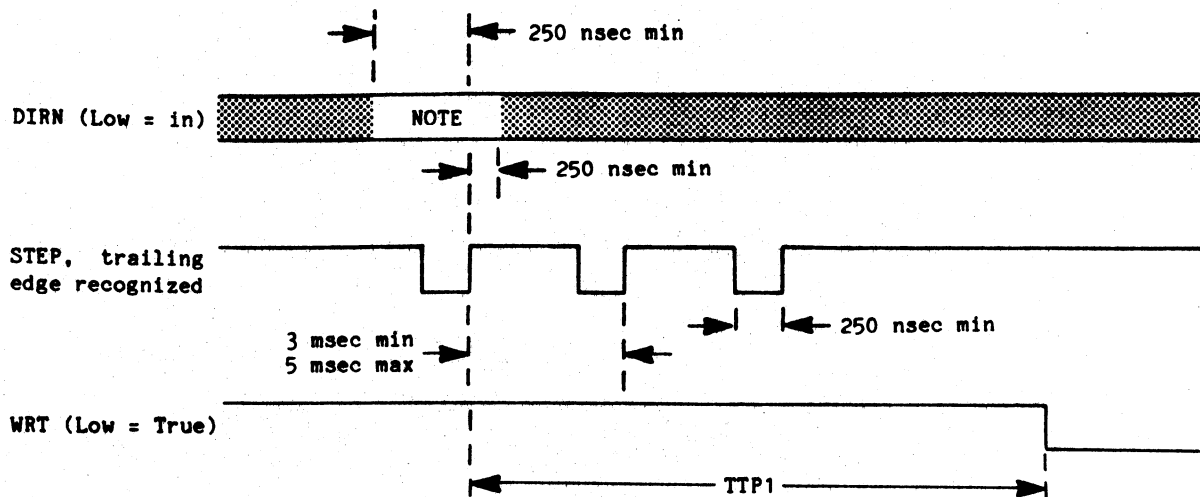 250 nsec min
DIRN (Low = in)
NOTE
250 nsec min
STEP, trailing
edge recognized
250 nsec min
3 msec min
5 msec max
WRT (Low = True)
TTP1